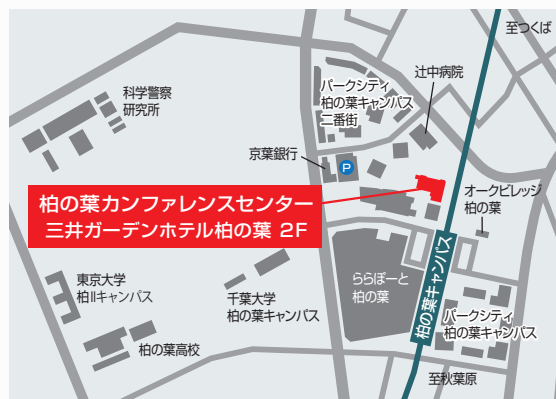 至つくば
科学警察
研究所
パークシティ
柏の葉キャンパス
二番街
辻中病院
京葉銀行
P
柏の葉カンファレンスセンター
三井ガーデンホテル柏の葉 2F
オークビレッジ
柏の葉
東京大学
柏IIキャンパス
千葉大学
柏の葉キャンパス
ららぽーと
柏の葉
柏の葉キャンパス
パークシティ
柏の葉キャンパス
柏の葉高校
至秋葉原